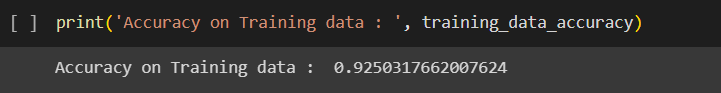 [ ] print('Accuracy on Training data : ', training_data_accuracy)
Accuracy on Training data :  0.9250317662007624